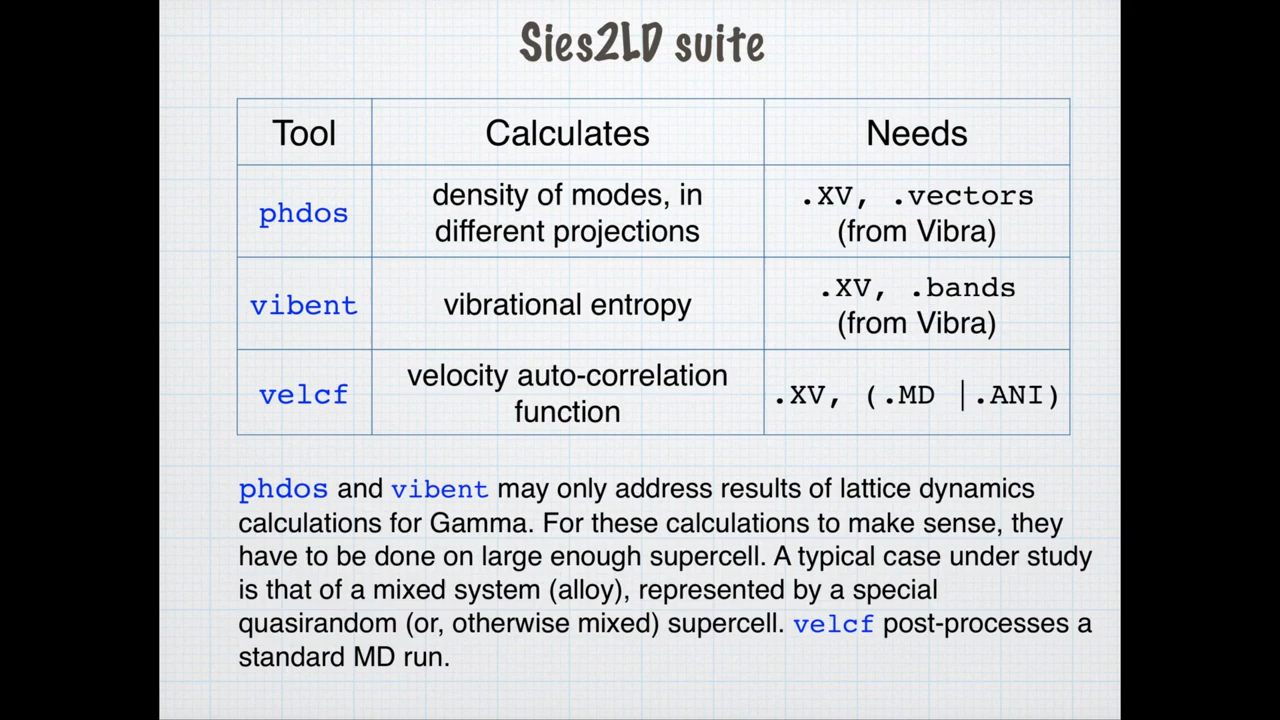 Sies2LD suite
Tool Calculates Needs
phdos
density of modes, in
different projections
.XV, .vectors
(from Vibra)
vibent
vibrational entropy
.XV, .bands
(from Vibra)
velcf
velocity auto-correlation
function
.XV, (.MD |.ANI)
phdos and vibent may only address results of lattice dynamics
calculations for Gamma. For these calculations to make sense, they
have to be done on large enough supercell. A typical case under study
is that of a mixed system (alloy), represented by a special
quasirandom (or, otherwise mixed) supercell. velcf post-processes a
standard MD run.